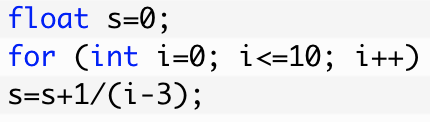 float s=0;
for (int i=0; i<=10; i++)
s=s+1/(i-3);